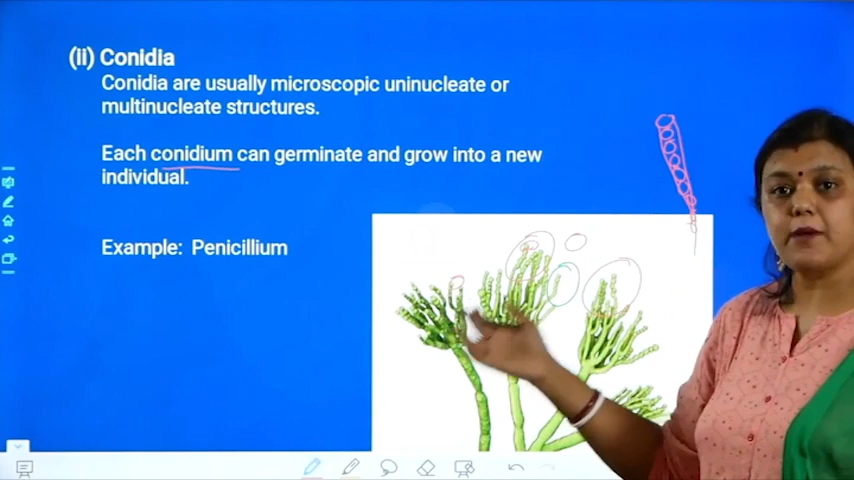 (ii) Conidia
Conidia are usually microscopic uninucleate or
multinucleate structures.
Each conidium can germinate and grow into a new
individual.
Example: Penicillium